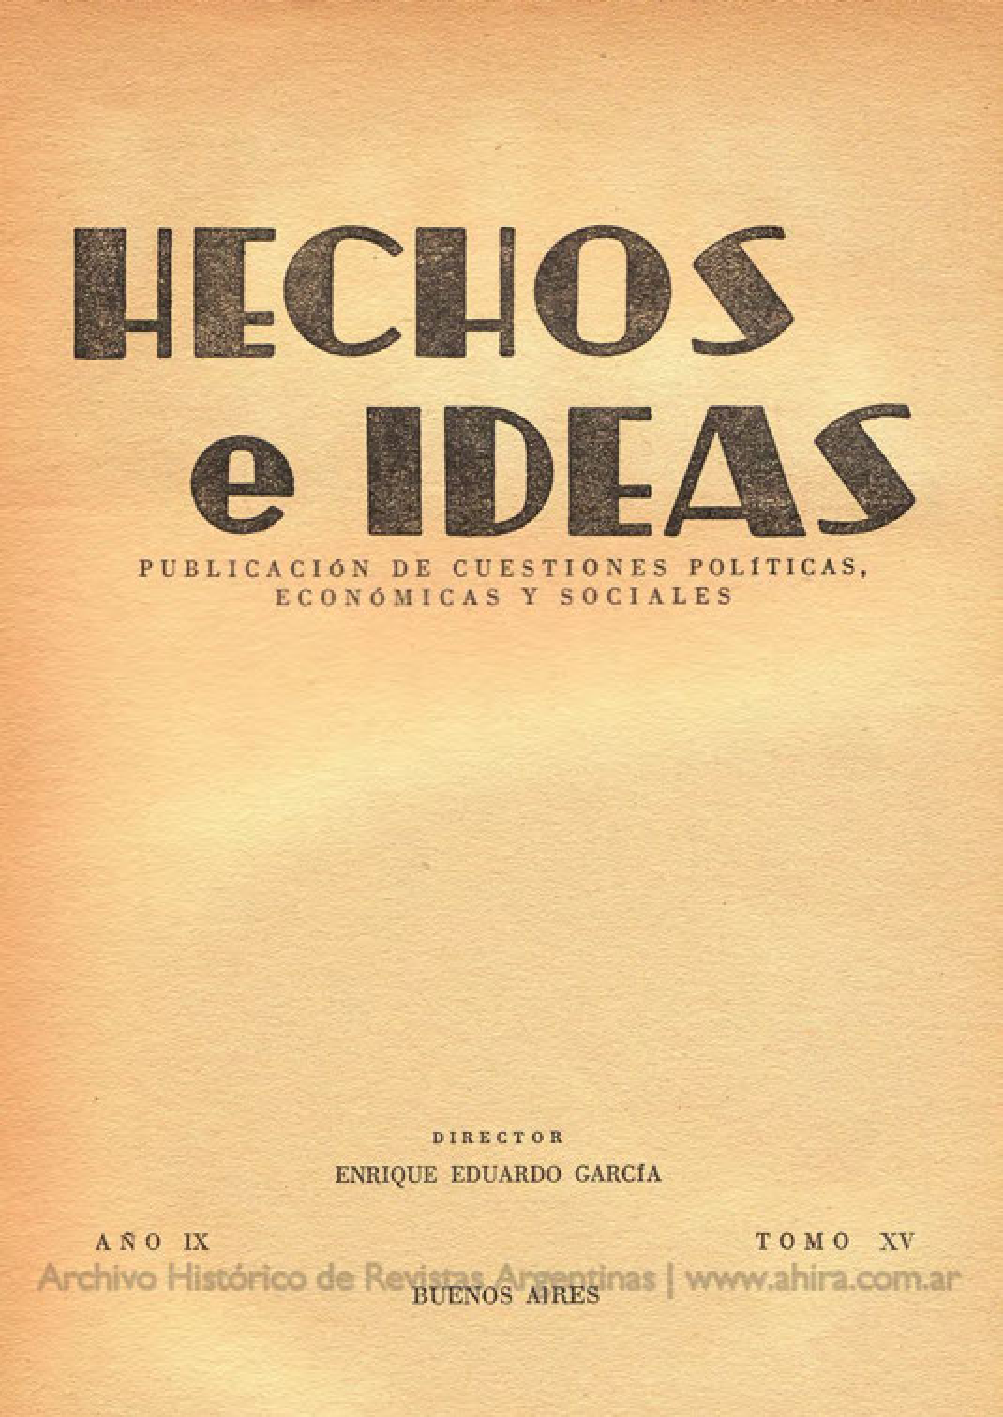 HECHOS
e IDEAS
PUBLICACIÓN DE CUESTIONES POLÍTICAS,
ECONÓMICAS Y SOCIALES
DIRECTOR
ENRIQUE EDUARDO GARCÍA
AÑO IX TOMO XV
Archivo Histórico de Revistas Argentinas | www.ahira.com.ar
BUENOS AIRES